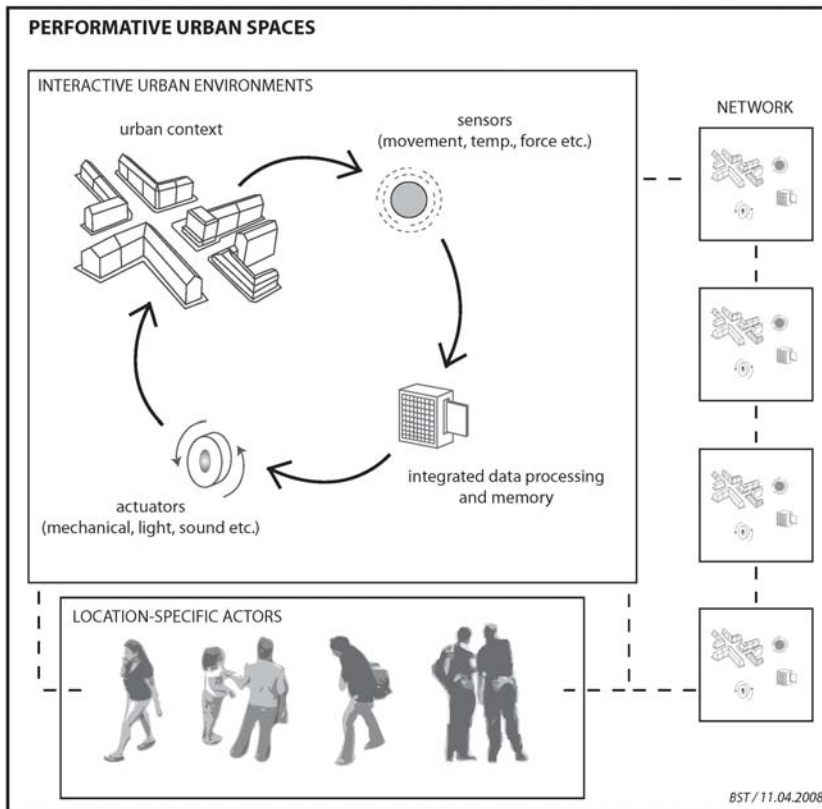 PERFORMATIVE URBAN SPACES
INTERACTIVE URBAN ENVIRONMENTS
urban context
sensors
(movement, temp., force etc.)
NETWORK
integrated data processing
and memory
actuators
(mechanical, light, sound etc.)
LOCATION-SPECIFIC ACTORS
BST / 11.04.2008